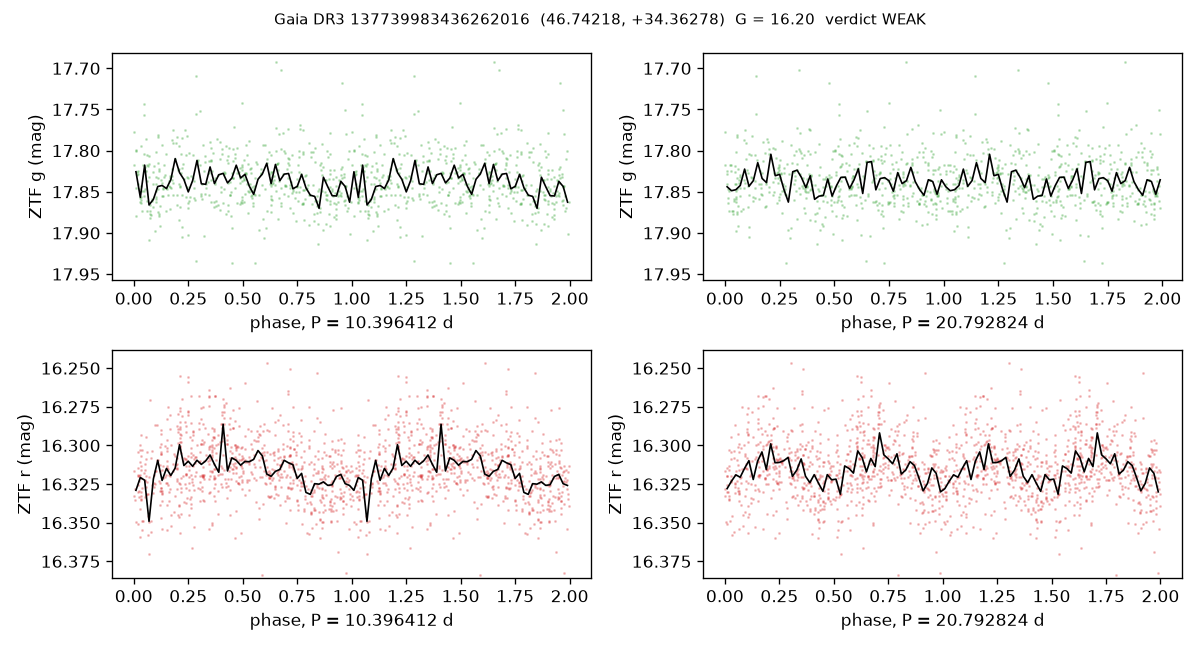 Gaia DR3 137739983436262016 (46.74218, +34.36278) G = 16.20 verdict WEAK
ZTF g (mag)
17.70
17.75
17.80
17.85
17.90
17.95
0.00 0.25 0.50 0.75 1.00 1.25 1.50 1.75 2.00
phase, P = 10.396412 d
ZTF g (mag)
17.70
17.75
17.80
17.85
17.90
17.95
0.00 0.25 0.50 0.75 1.00 1.25 1.50 1.75 2.00
phase, P = 20.792824 d
ZTF r (mag)
16.250
16.275
16.300
16.325
16.350
16.375
0.00 0.25 0.50 0.75 1.00 1.25 1.50 1.75 2.00
phase, P = 10.396412 d
ZTF r (mag)
16.250
16.275
16.300
16.325
16.350
16.375
0.00 0.25 0.50 0.75 1.00 1.25 1.50 1.75 2.00
phase, P = 20.792824 d